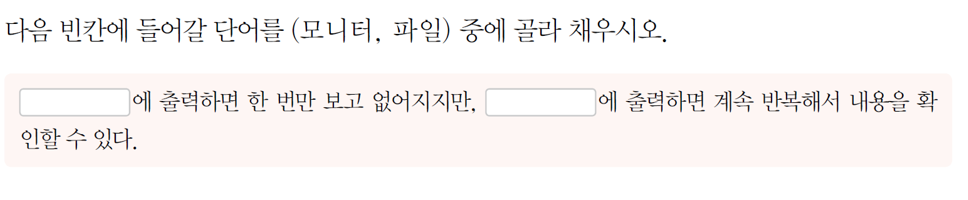 다음 빈칸에 들어갈 단어를 (모니터, 파일) 중에 골라 채우시오.
에 출력하면 한 번만 보고 없어지지만, 에 출력하면 계속 반복해서 내용을 확
인할 수 있다.